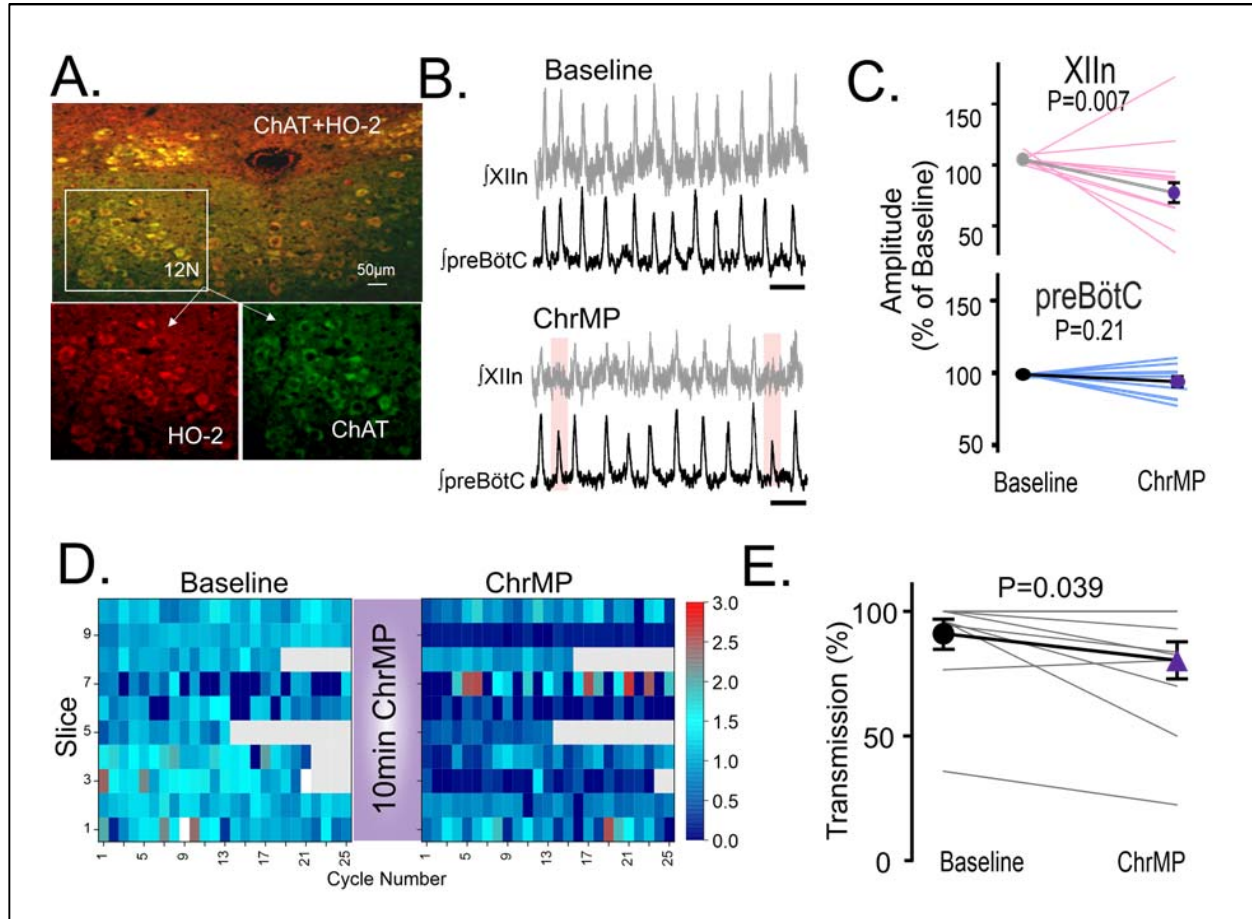 A.
ChAT+HO-2
12N
50µm
HO-2
ChAT
B.
Baseline
∫XIIn
∫preBötC
ChrMP
∫XIIn
∫preBötC
C.
XIIn
P=0.007
150
100
50
Amplitude
(% of Baseline)
preBötC
P=0.21
150
100
50
Baseline ChrMP
D.
Baseline ChrMP
Slice
9
7
5
3
1
10min ChrMP
3.0
2.5
2.0
1.5
1.0
0.5
0.0
1 5 9 13 17 21 25 1 5 9 13 17 21 25
Cycle Number
E.
P=0.039
Transmission (%)
100
50
0
Baseline ChrMP